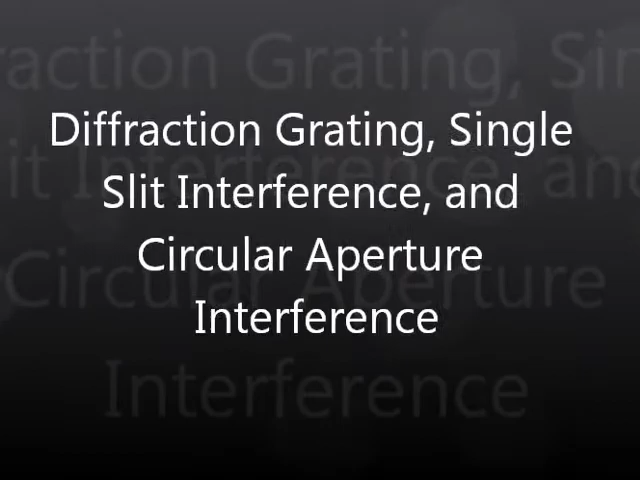 Diffraction Grating, Single
Slit Interference, and
Circular Aperture
Interference